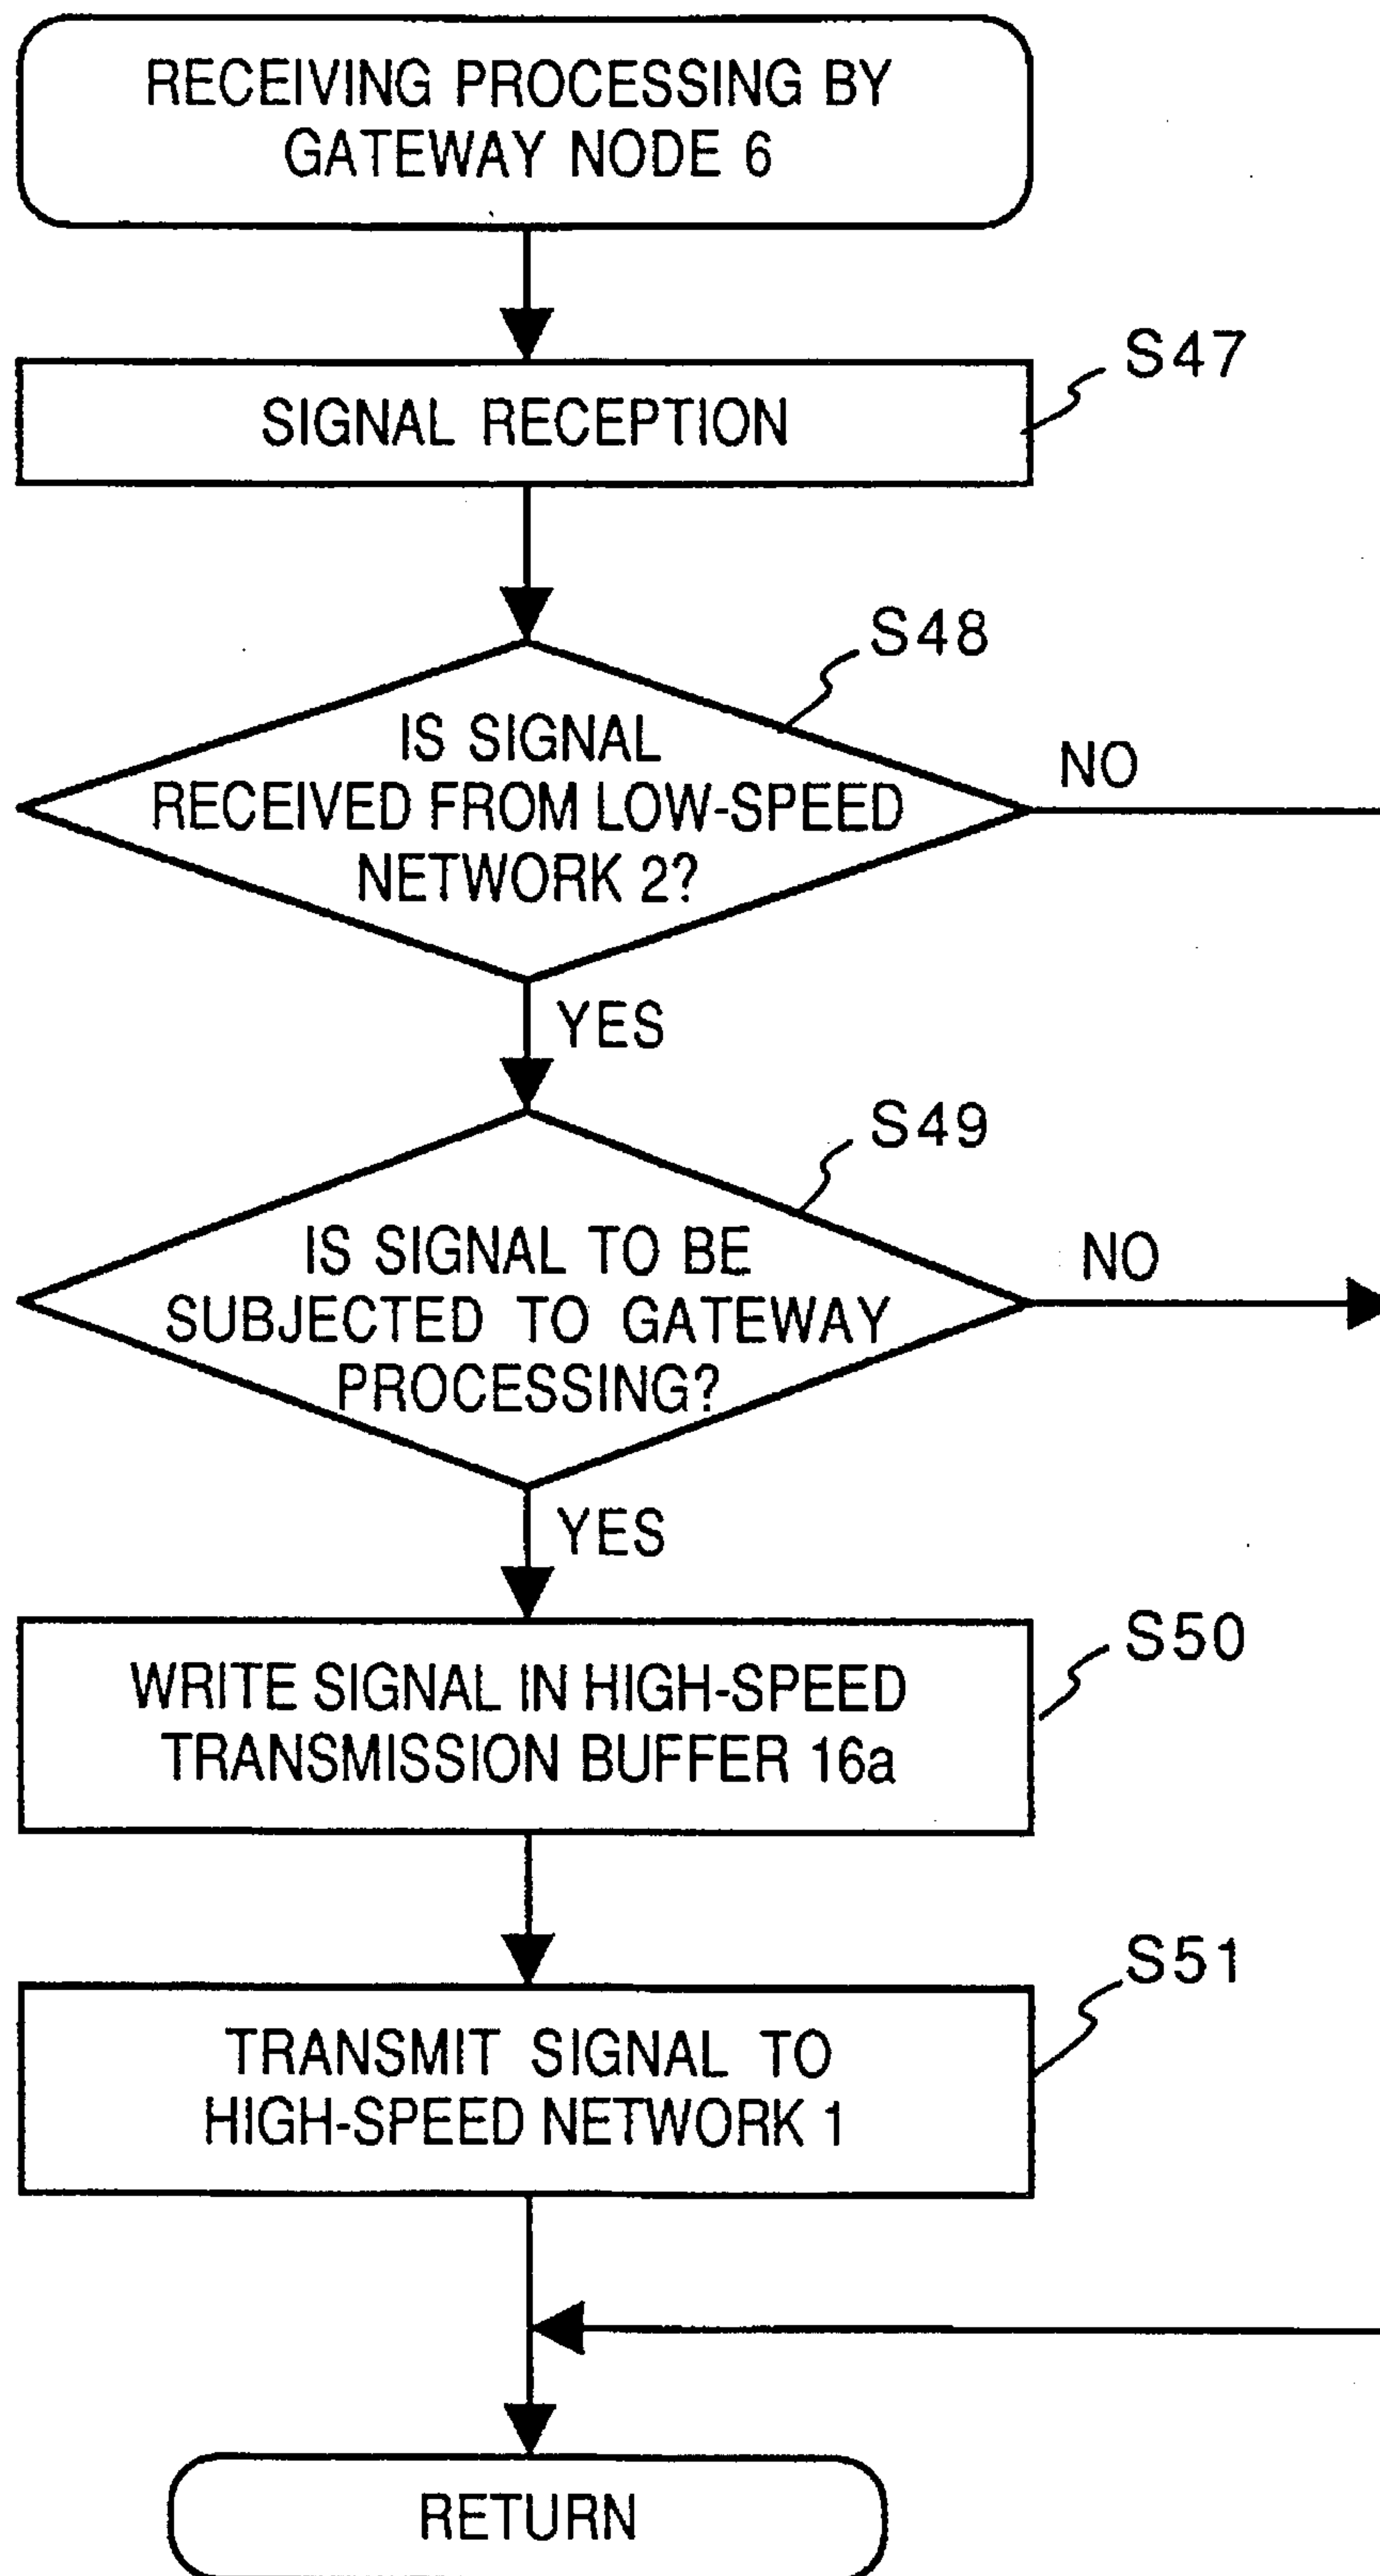 RECEIVING PROCESSING BY
GATEWAY NODE 6
S47
SIGNAL RECEPTION
S48
IS SIGNAL
RECEIVED FROM LOW-SPEED
NETWORK 2?
NO
YES
S49
IS SIGNAL TO BE
SUBJECTED TO GATEWAY
PROCESSING?
NO
YES
S50
WRITE SIGNAL IN HIGH-SPEED
TRANSMISSION BUFFER 16a
S51
TRANSMIT SIGNAL TO
HIGH-SPEED NETWORK 1
RETURN